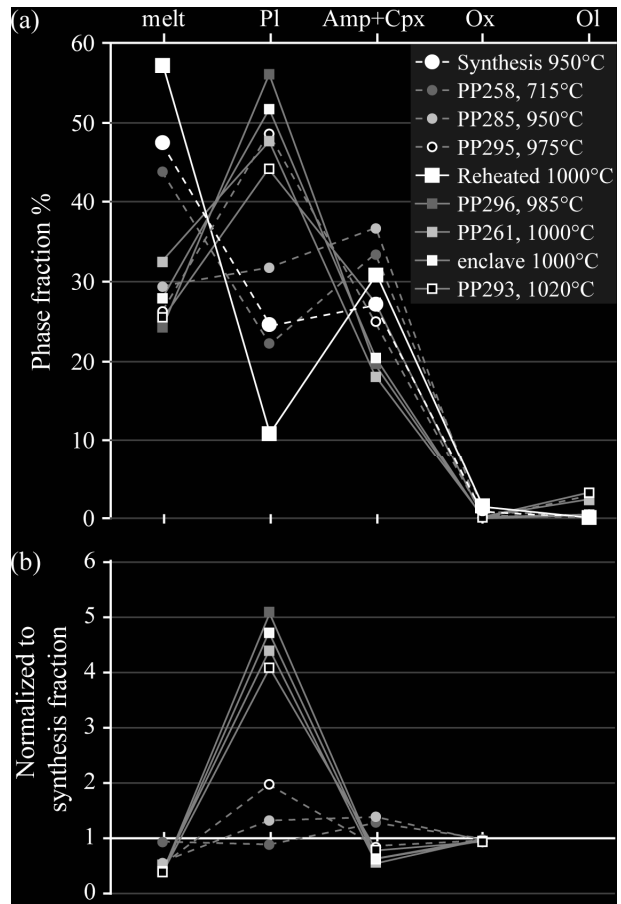 (a)
melt Pl Amp+Cpx Ox Ol
60
50
40
30
20
10
0
Phase fraction %
Synthesis 950°C
PP258, 715°C
PP285, 950°C
PP295, 975°C
Reheated 1000°C
PP296, 985°C
PP261, 1000°C
enclave 1000°C
PP293, 1020°C
(b)
6
5
4
3
2
1
0
Normalized to
synthesis fraction